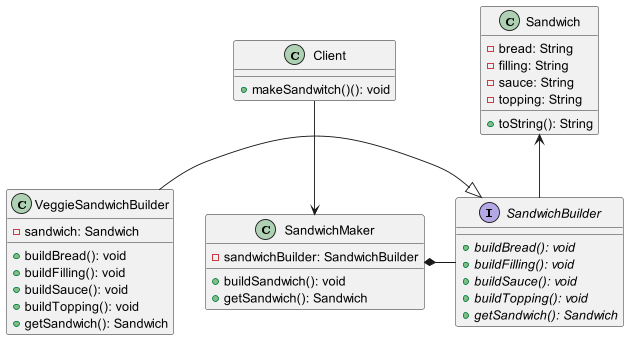 C Sandwich
bread: String
filling: String
sauce: String
topping: String
toString(): String
C Client
makeSandwitch()(): void
C VeggieSandwichBuilder
sandwich: Sandwich
buildBread(): void
buildFilling(): void
buildSauce(): void
buildTopping(): void
getSandwich(): Sandwich
C SandwichMaker
sandwichBuilder: SandwichBuilder
buildSandwich(): void
getSandwich(): Sandwich
I SandwichBuilder
buildBread(): void
buildFilling(): void
buildSauce(): void
buildTopping(): void
getSandwich(): Sandwich